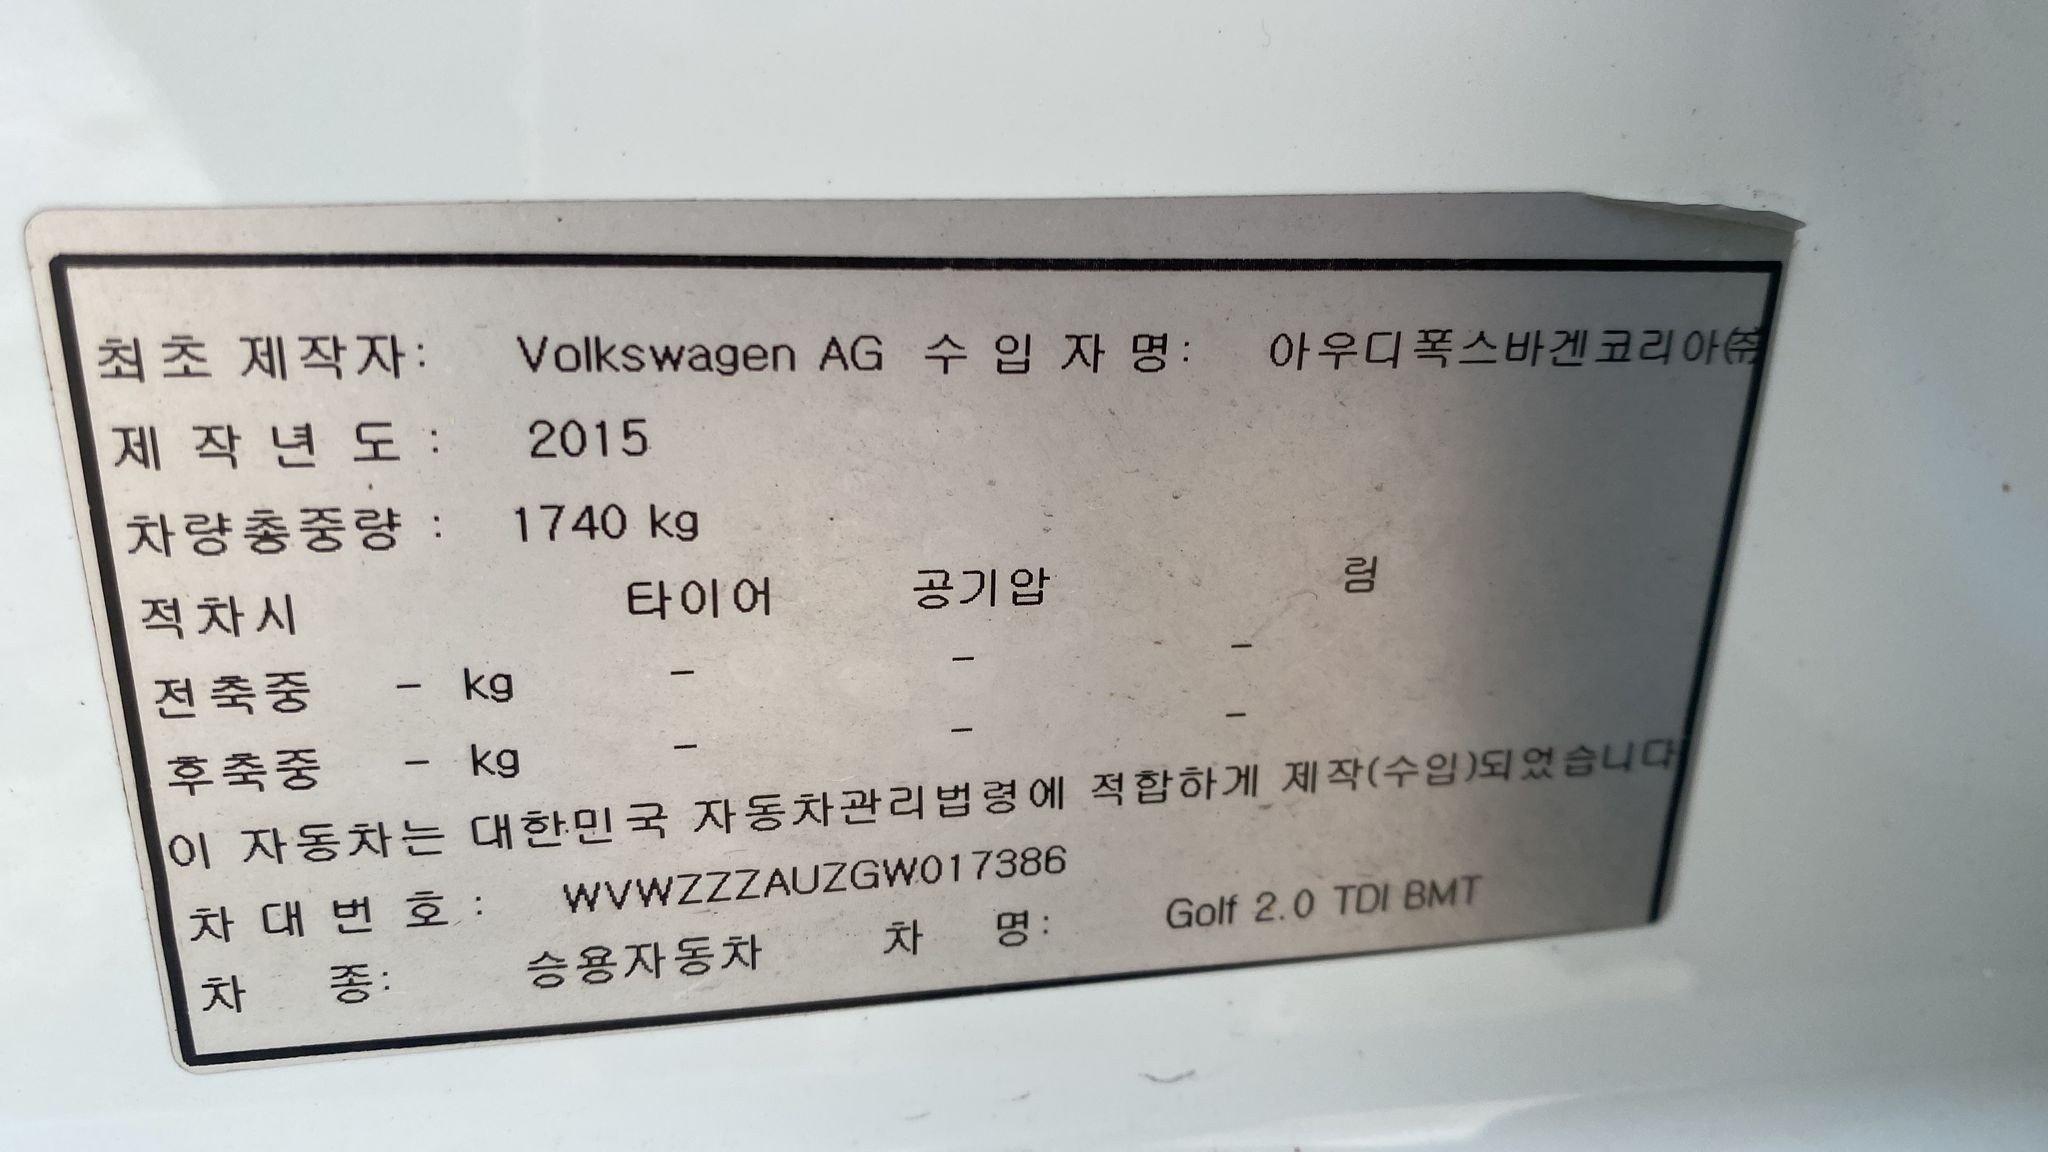 최초 제작자: Volkswagen AG 수 입 자 명: 아우디폭스바겐코리아㈜
제 작 년 도 : 2015
차량총중량 : 1740 kg
적차시 타이어 공기압 림
전축중 - kg - - -
후축중 - kg - - -
이 자동차는 대한민국 자동차관리법령에 적합하게 제작(수입)되었습니다
차 대 번 호 : WVWZZZAUZGW017386
차 종: 승용자동차 차 명: Golf 2.0 TDI BMT